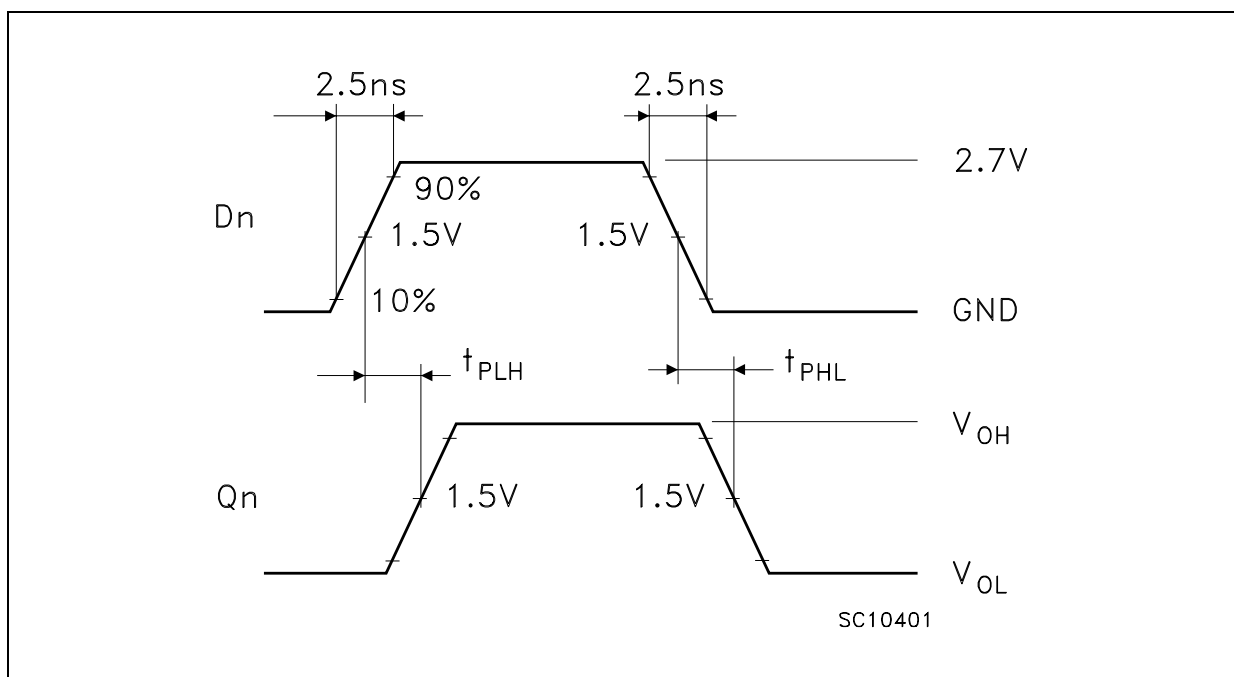 2.5ns 2.5ns
2.7V
90%
Dn
1.5V 1.5V
10%
GND
tPLH tPHL
VOH
Qn 1.5V 1.5V
VOL
SC10401